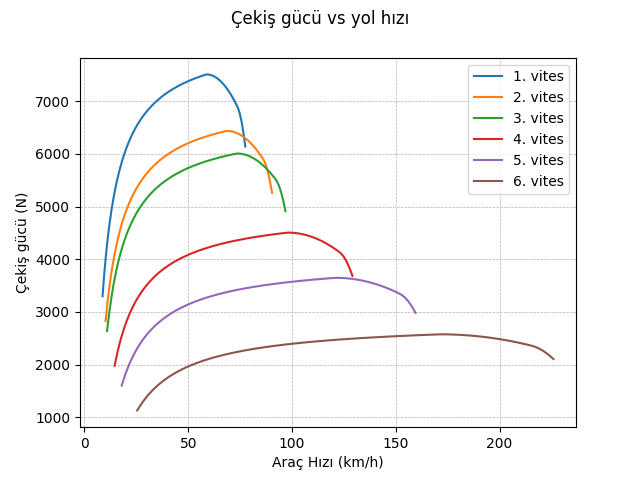 Çekiş gücü vs yol hızı
1. vites
2. vites
3. vites
4. vites
5. vites
6. vites
7000
6000
5000
4000
3000
2000
1000
Çekiş gücü (N)
0 50 100 150 200
Araç Hızı (km/h)